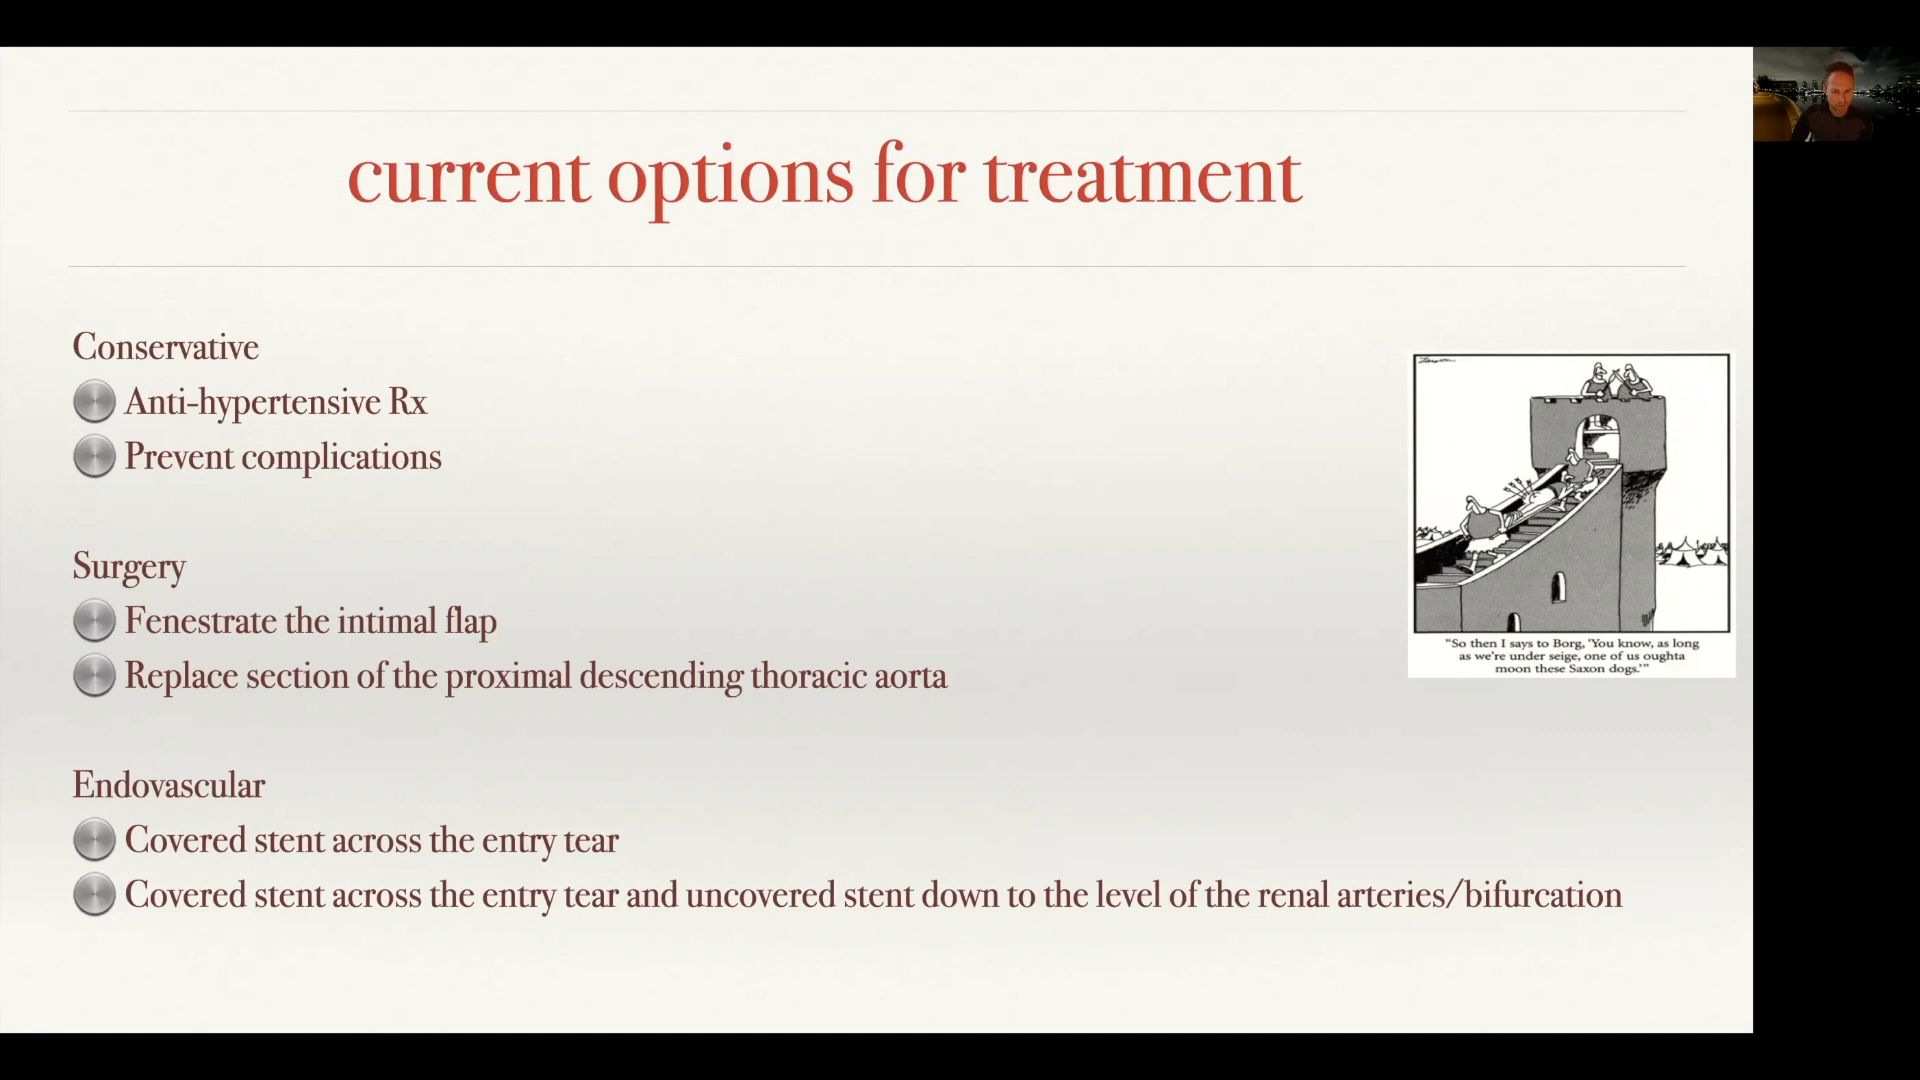 current options for treatment
Conservative
Anti-hypertensive Rx
Prevent complications
Surgery
Fenestrate the intimal flap
Replace section of the proximal descending thoracic aorta
Endovascular
Covered stent across the entry tear
Covered stent across the entry tear and uncovered stent down to the level of the renal arteries/bifurcation
Larson
"So then I says to Borg, 'You know, as long
as we're under seige, one of us oughta
moon these Saxon dogs.'"